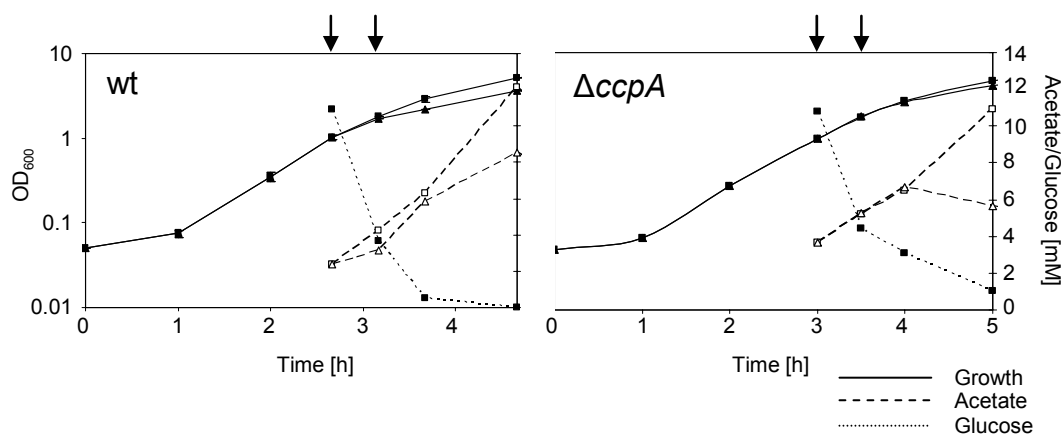 wt
ΔccpA
OD600
10
1
0.1
0.01
0 1 2 3 4
Time [h]
0 1 2 3 4 5
Time [h]
14
12
10
8
6
4
2
0
Acetate/Glucose [mM]
Growth
Acetate
Glucose